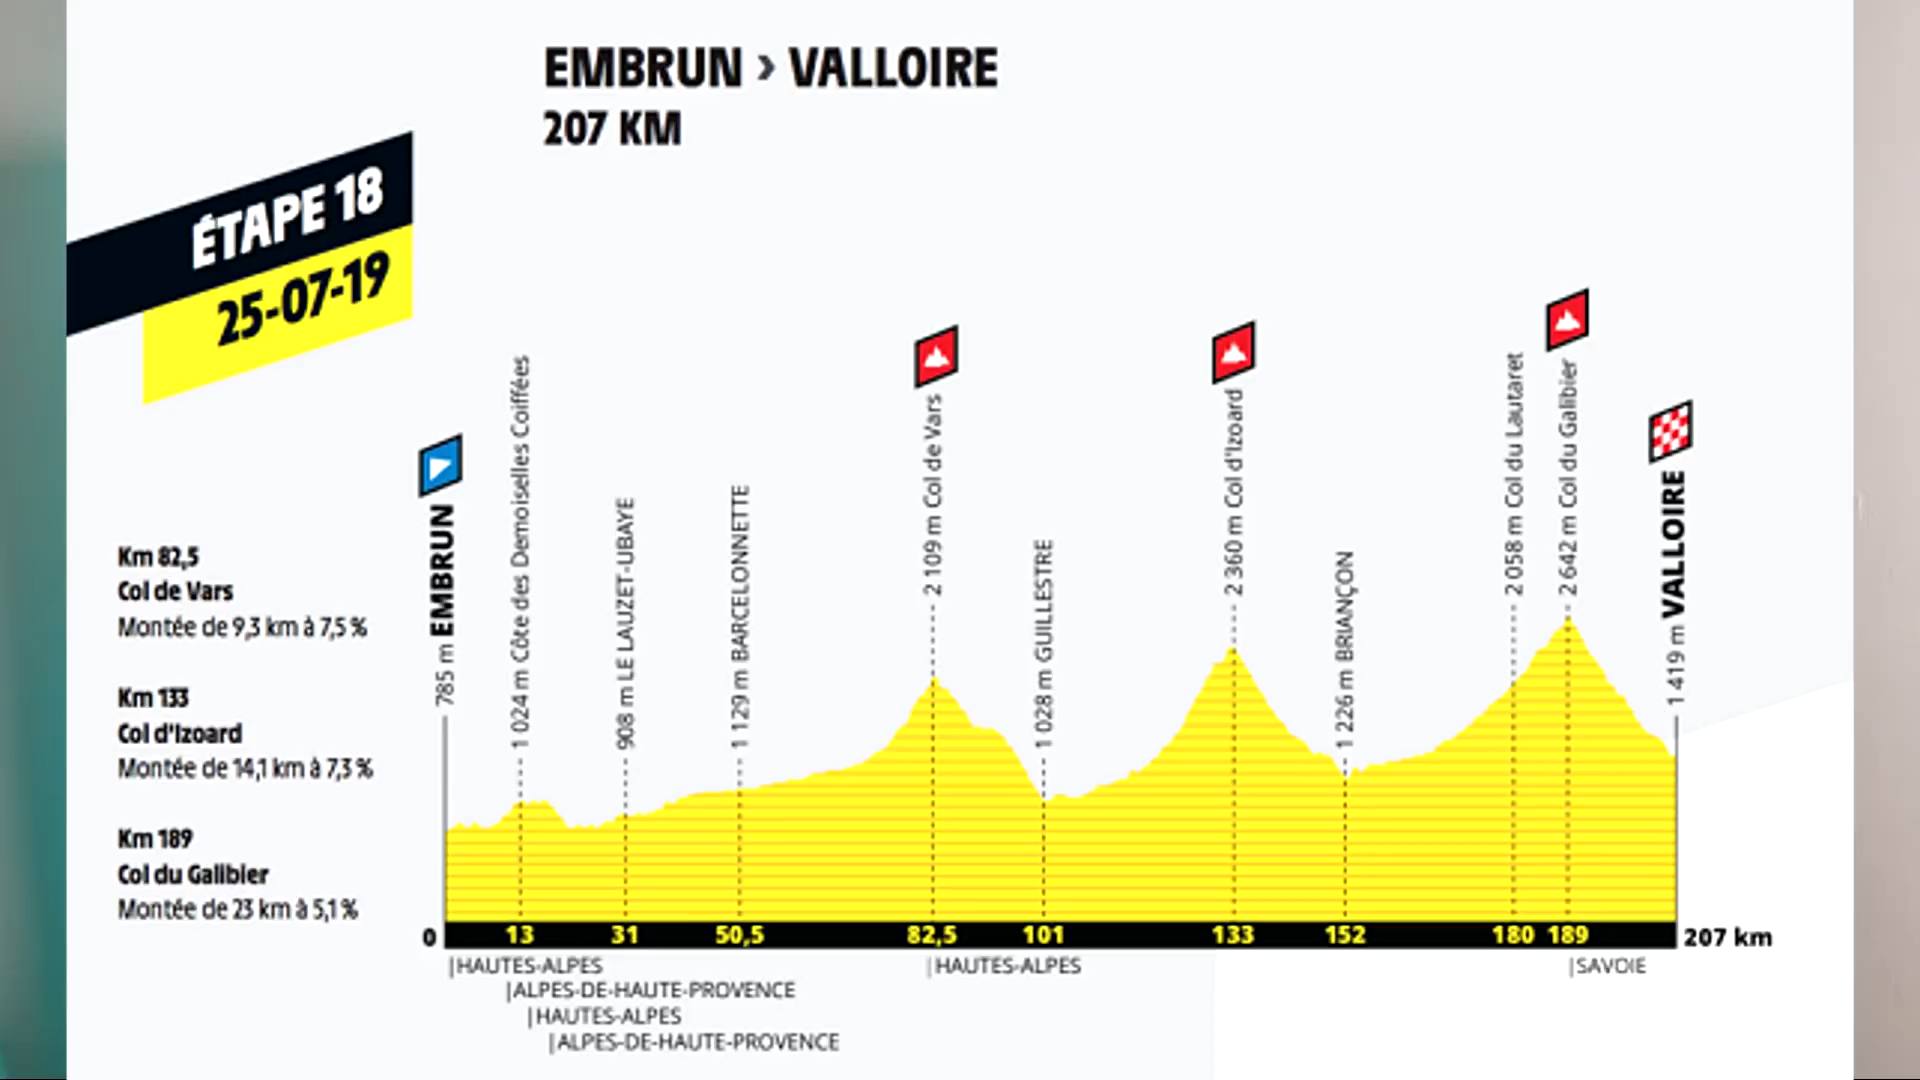 EMBRUN › VALLOIRE
207 KM
ÉTAPE 18
25-07-19
Km 82,5
Col de Vars
Montée de 9,3 km à 7,5 %
Km 133
Col d'Izoard
Montée de 14,1 km à 7,3 %
Km 189
Col du Galibier
Montée de 23 km à 5,1 %
785 m EMBRUN
1 024 m Côte des Demoiselles Coiffées
908 m LE LAUZET-UBAYE
1 129 m BARCELONNETTE
2 109 m Col de Vars
1 028 m GUILLESTRE
2 360 m Col d'Izoard
1 226 m BRIANÇON
2 058 m Col du Lautaret
2 642 m Col du Galibier
1 419 m VALLOIRE
0 13 31 50,5 82,5 101 133 152 180 189 207 km
|HAUTES-ALPES |HAUTES-ALPES |SAVOIE
|ALPES-DE-HAUTE-PROVENCE
|HAUTES-ALPES
|ALPES-DE-HAUTE-PROVENCE